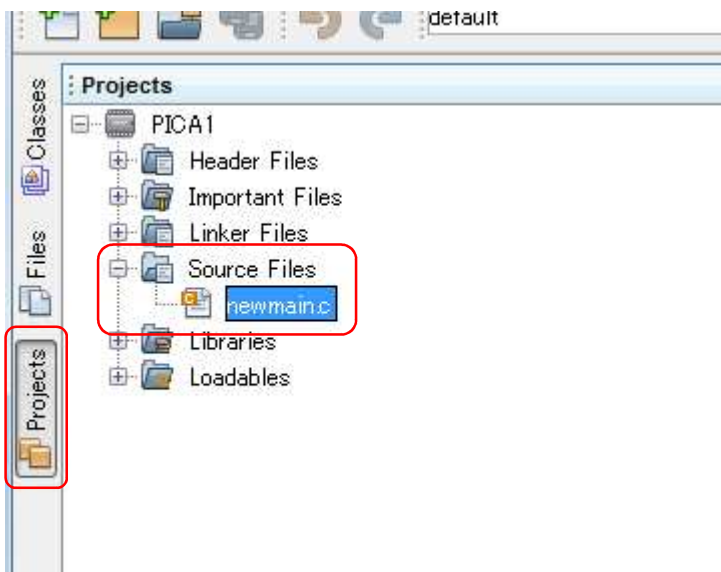 default
Classes
Files
Projects
Projects
PICA1
Header Files
Important Files
Linker Files
Source Files
newmain.c
Libraries
Loadables